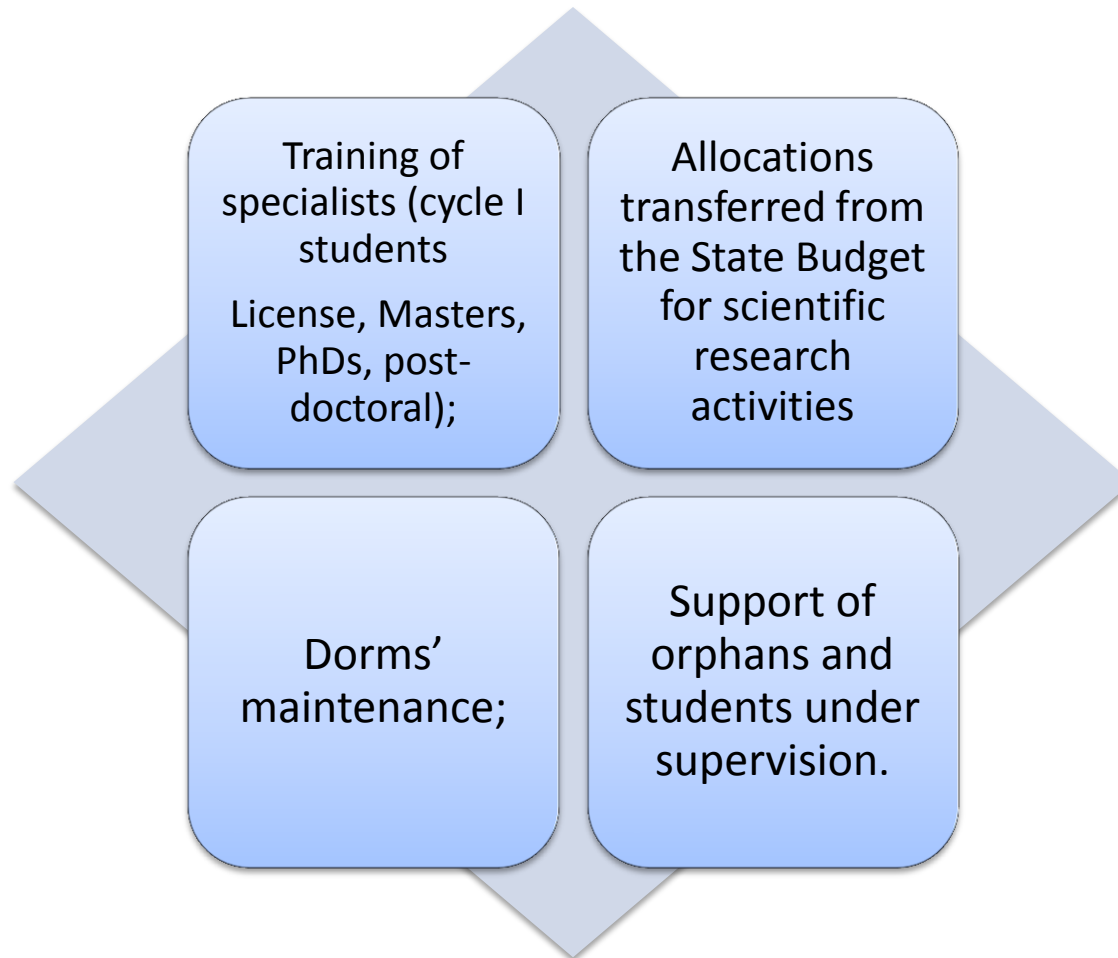 Training of
specialists (cycle I
students
License, Masters,
PhDs, post-
doctoral);
Allocations
transferred from
the State Budget
for scientific
research
activities
Dorms’
maintenance;
Support of
orphans and
students under
supervision.